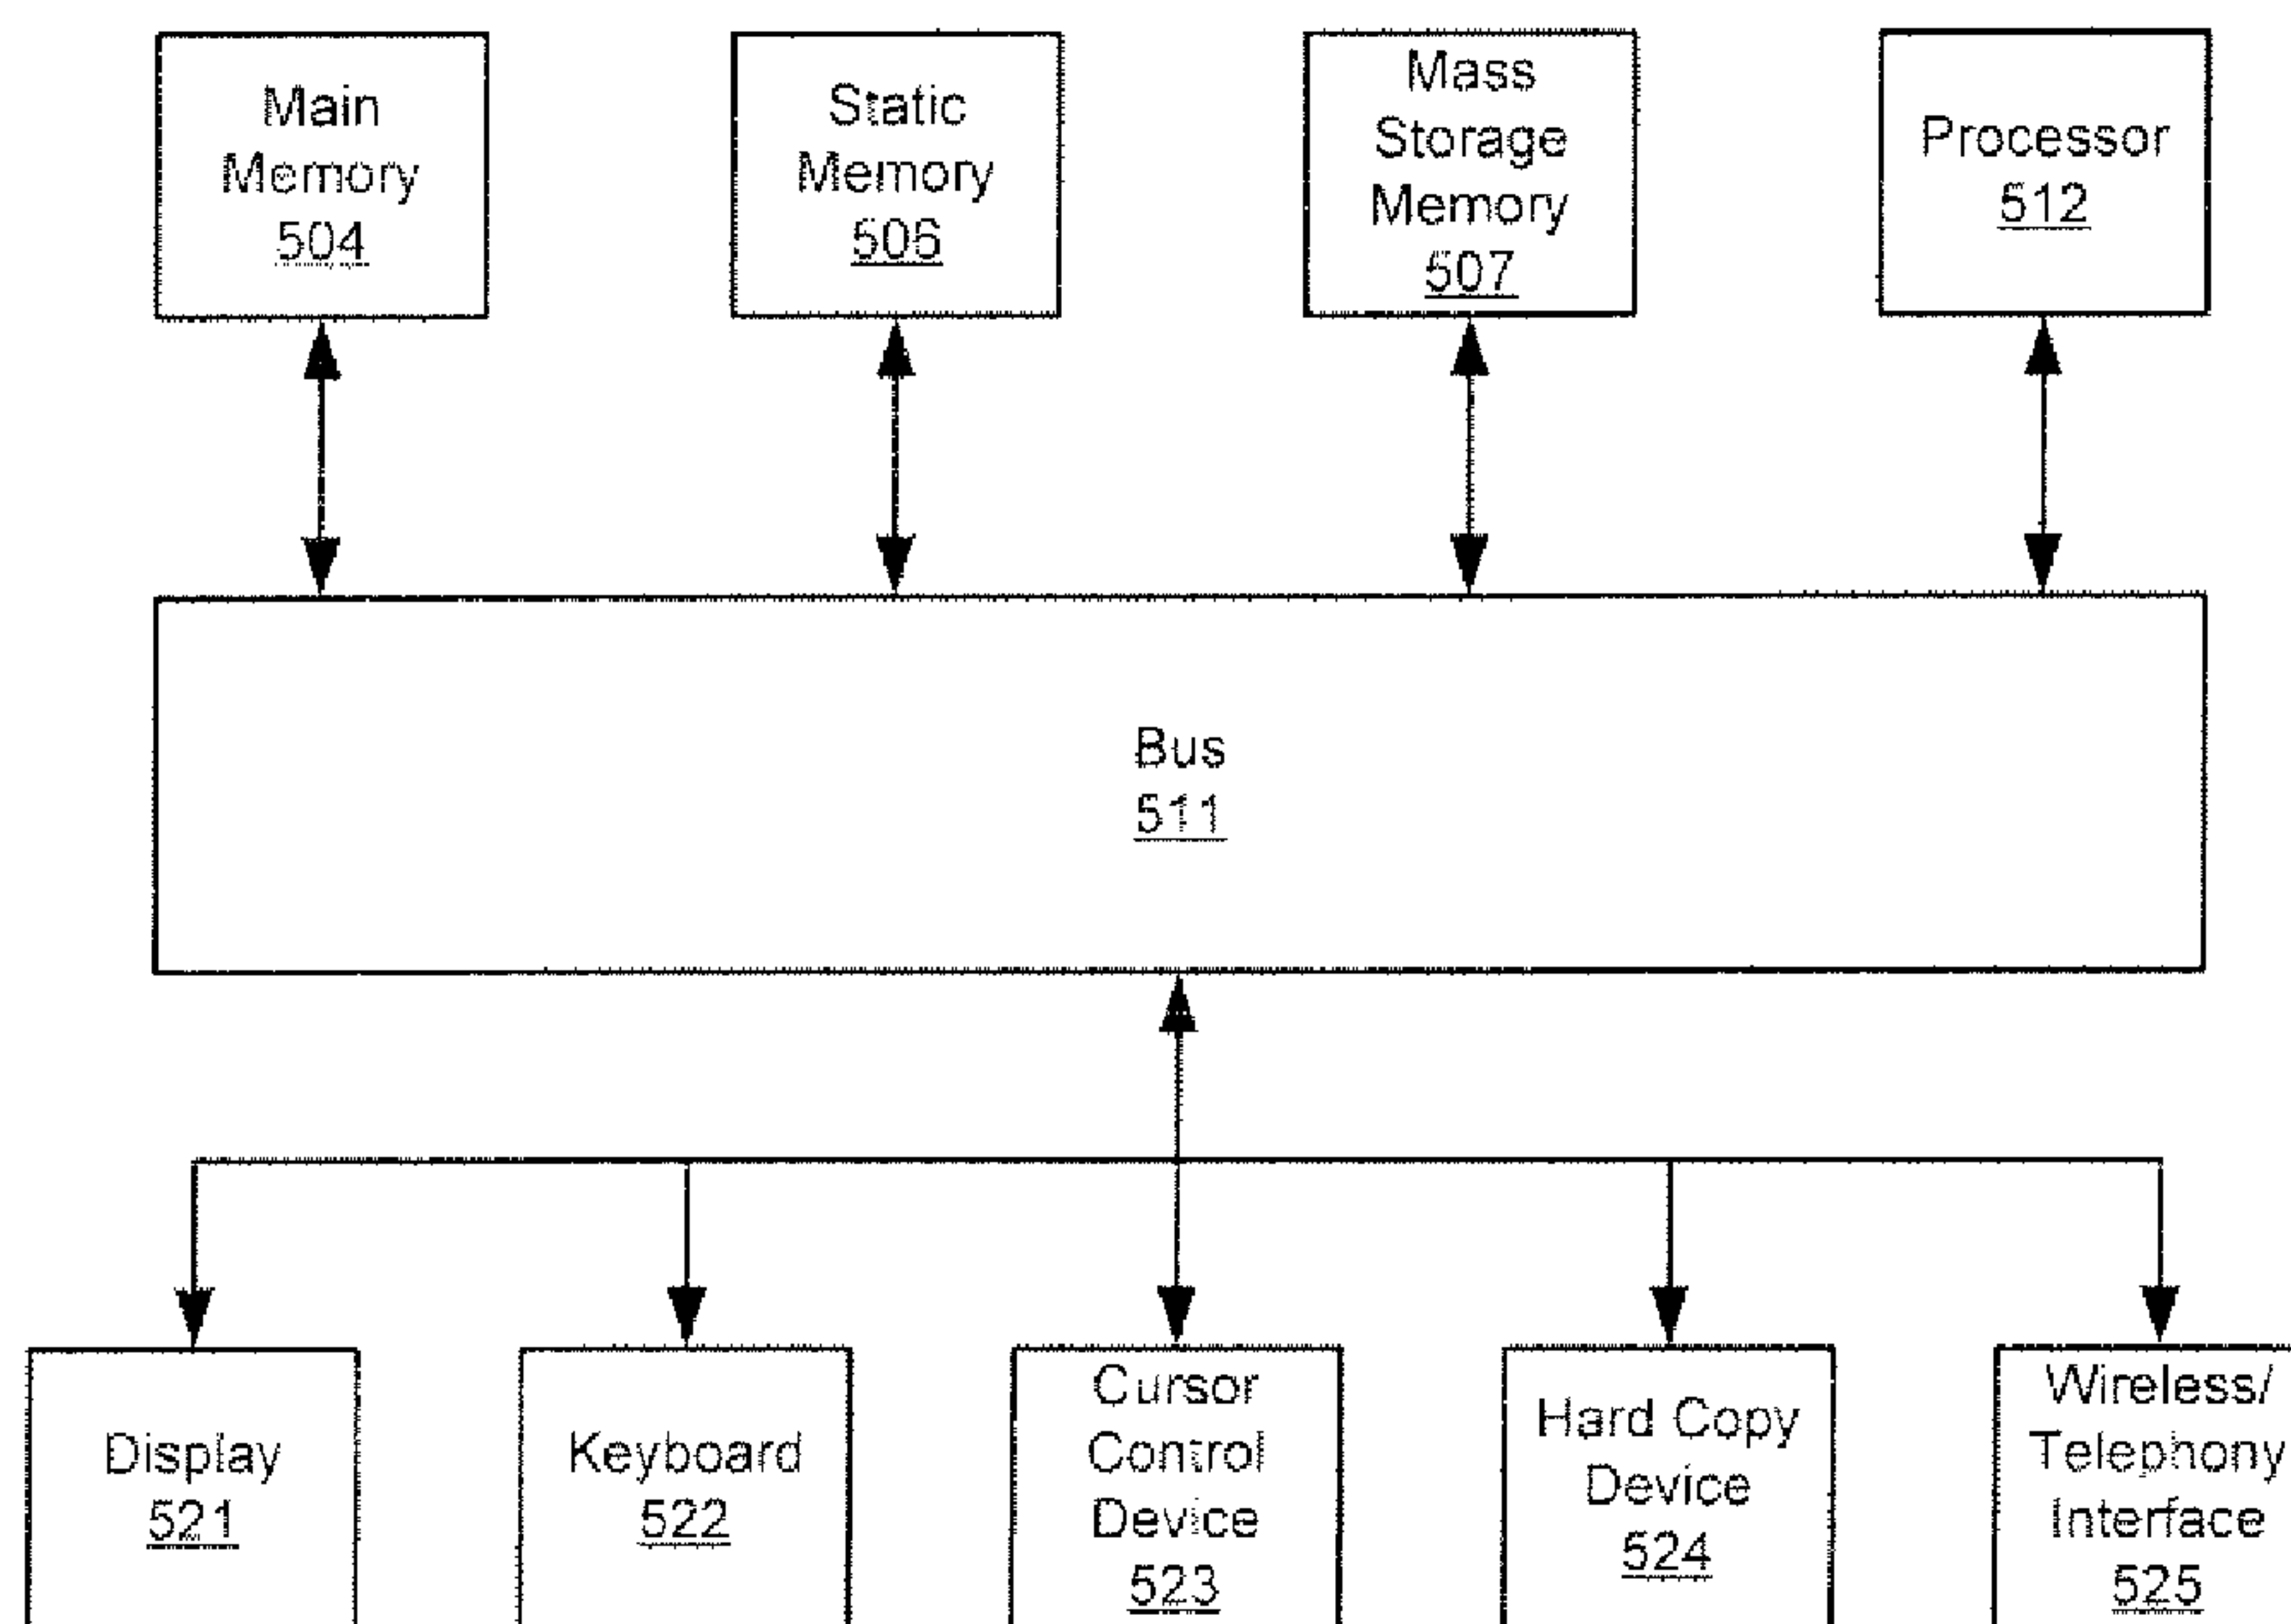 Main
Memory
504
Static
Memory
506
Mass
Storage
Memory
507
Processor
512
Bus
511
Display
521
Keyboard
522
Cursor
Control
Device
523
Hard Copy
Device
524
Wireless/
Telephony
Interface
525